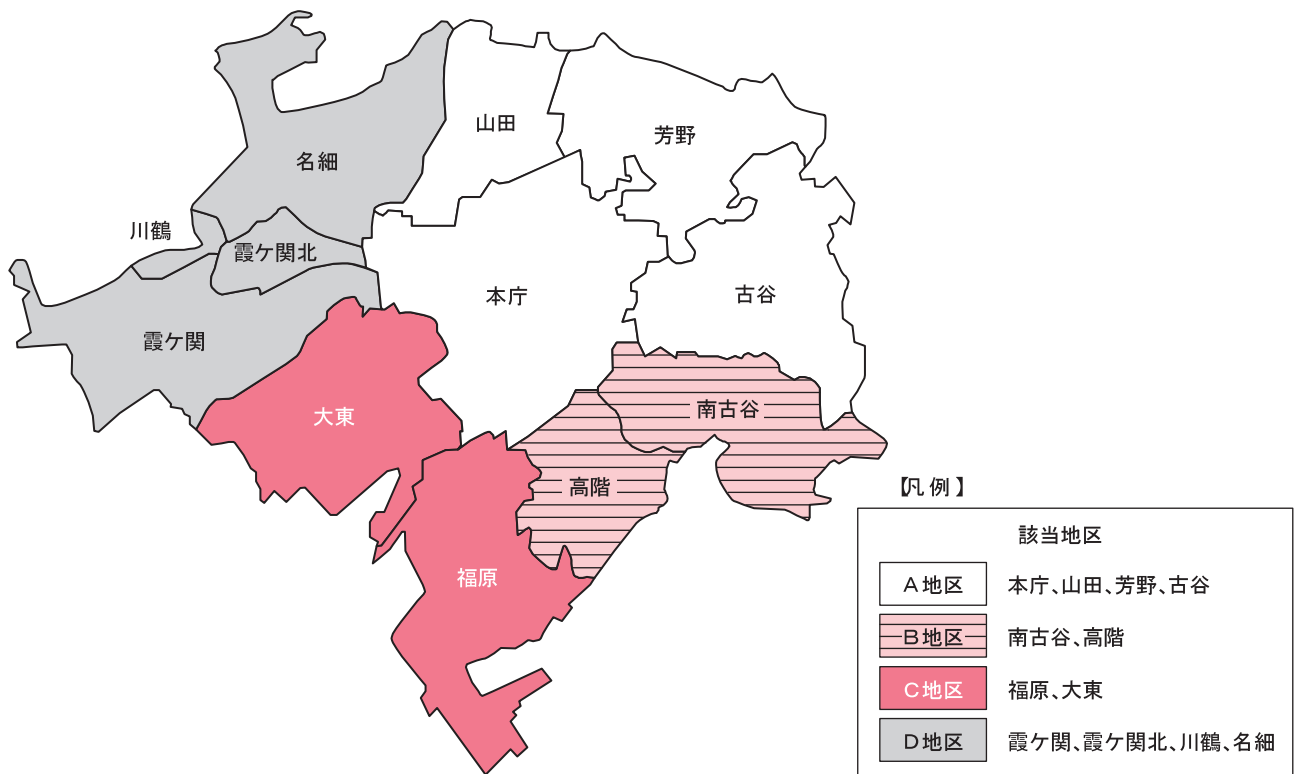 山田
芳野
名細
川鶴
霞ケ関北
本庁
古谷
霞ケ関
大東
南古谷
高階
福原
【凡例】
該当地区
A地区 本庁、山田、芳野、古谷
B地区 南古谷、高階
C地区 福原、大東
D地区 霞ケ関、霞ケ関北、川鶴、名細